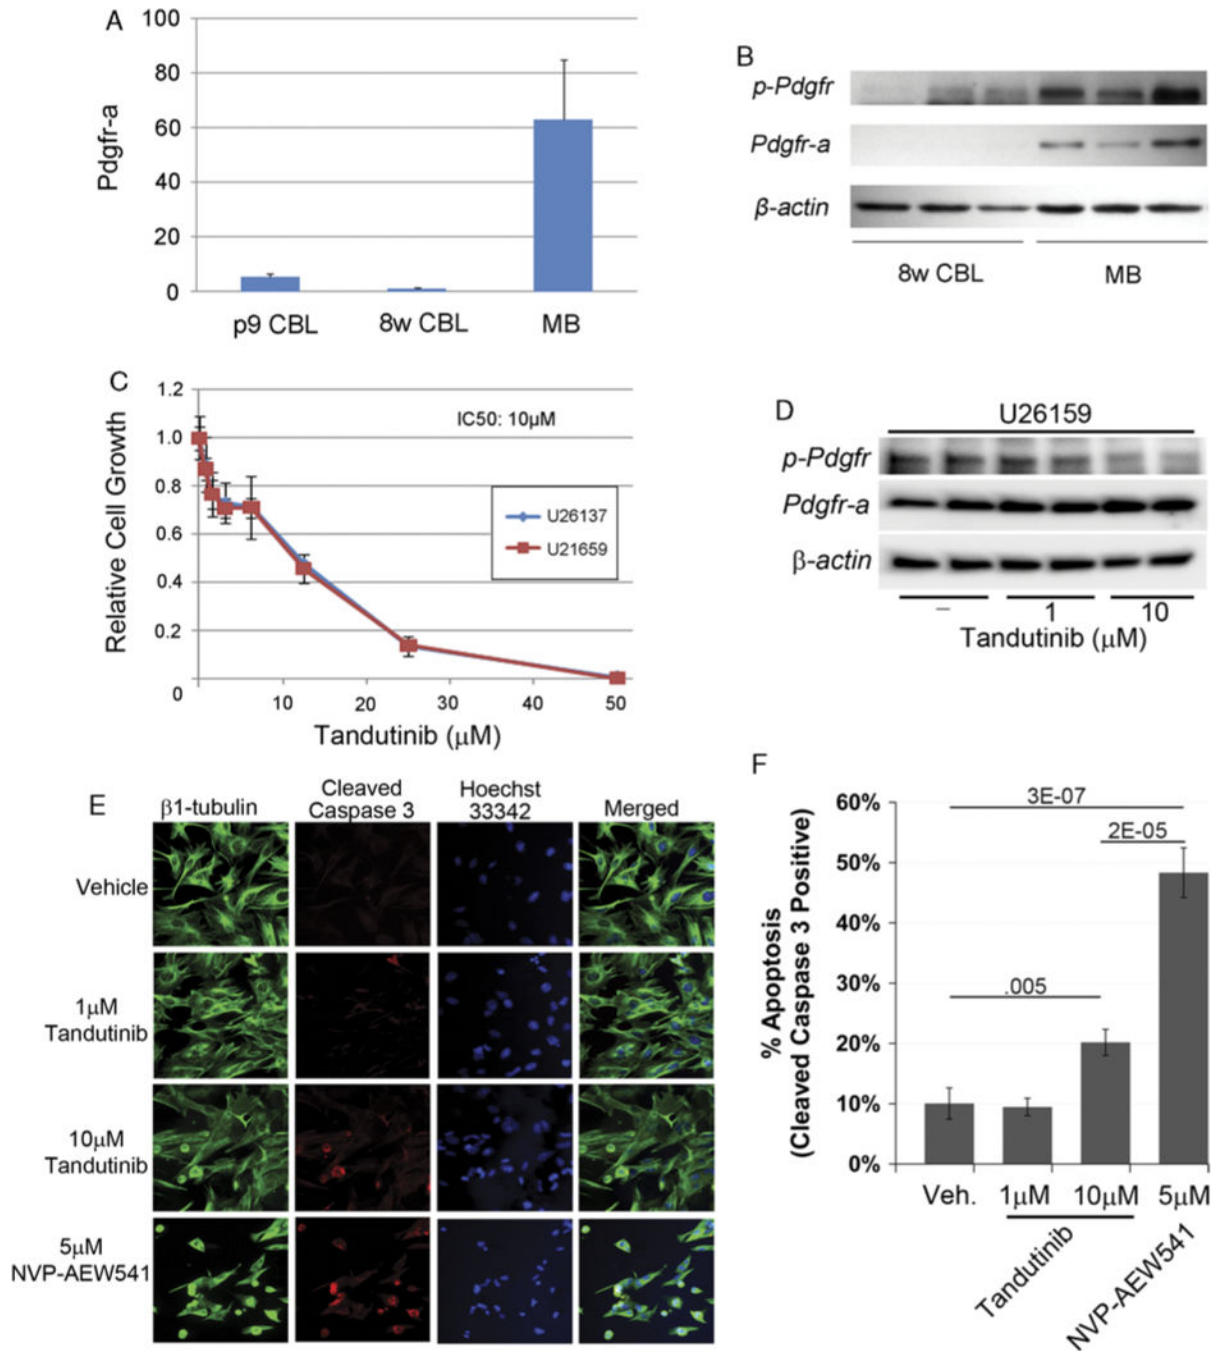 A
100
80
60
40
20
0
Pdgfr-a
p9 CBL
8w CBL
MB
B
p-Pdgfr
Pdgfr-a
β-actin
8w CBL
MB
C
1.2
1.0
0.8
0.6
0.4
0.2
0
Relative Cell Growth
IC50: 10µM
U26137
U21659
10
20
30
40
50
Tandutinib (µM)
D
U26159
p-Pdgfr
Pdgfr-a
β-actin
–
1
10
Tandutinib (µM)
E
β1-tubulin
Cleaved
Caspase 3
Hoechst
33342
Merged
Vehicle
1µM
Tandutinib
10µM
Tandutinib
5µM
NVP-AEW541
F
% Apoptosis
(Cleaved Caspase 3 Positive)
60%
50%
40%
30%
20%
10%
0%
3E-07
2E-05
.005
Veh.
1µM
10µM
5µM
Tandutinib
NVP-AEW541